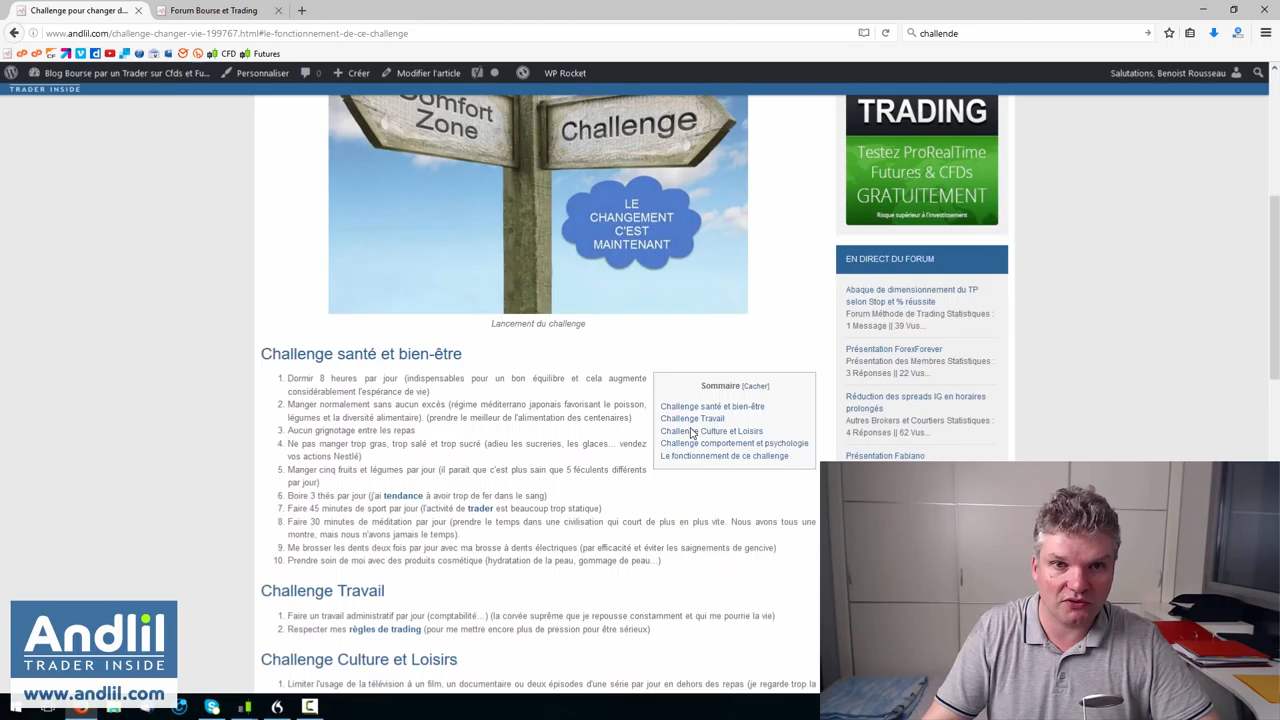 Challenge pour changer d...
Forum Bourse et Trading
www.andlil.com/challenge-changer-vie-199767.html#le-fonctionnement-de-ce-challenge
challende
CFD
Futures
Blog Bourse par un Trader sur Cfds et Fu...
Personnaliser
0
Créer
Modifier l'article
WP Rocket
Salutations, Benoist Rousseau
TRADER INSIDE
Comfort
Zone
Challenge
LE
CHANGEMENT
C'EST
MAINTENANT
Lancement du challenge
TRADING
Testez ProRealTime
Futures & CFDs
GRATUITEMENT
Risque supérieur à l'investissement
EN DIRECT DU FORUM
Abaque de dimensionnement du TP
selon Stop et % réussite
Forum Méthode de Trading Statistiques :
1 Message || 39 Vus...
Présentation ForexForever
Présentation des Membres Statistiques :
3 Réponses || 22 Vus...
Réduction des spreads IG en horaires
prolongés
Autres Brokers et Courtiers Statistiques :
4 Réponses || 62 Vus...
Présentation Fabiano
Challenge santé et bien-être
1. Dormir 8 heures par jour (indispensables pour un bon équilibre et cela augmente
considérablement l'espérance de vie)
2. Manger normalement sans aucun excès (régime méditerrano japonais favorisant le poisson,
légumes et la diversité alimentaire). (prendre le meilleur de l'alimentation des centenaires)
3. Aucun grignotage entre les repas
4. Ne pas manger trop gras, trop salé et trop sucré (adieu les sucreries, les glaces... vendez
vos actions Nestlé)
5. Manger cinq fruits et légumes par jour (il parait que c'est plus sain que 5 féculents différents
par jour)
6. Boire 3 thés par jour (j'ai tendance à avoir trop de fer dans le sang)
7. Faire 45 minutes de sport par jour (l'activité de trader est beaucoup trop statique)
8. Faire 30 minutes de méditation par jour (prendre le temps dans une civilisation qui court de plus en plus vite. Nous avons tous une
montre, mais nous n'avons jamais le temps).
9. Me brosser les dents deux fois par jour avec ma brosse à dents électriques (par efficacité et éviter les saignements de gencive)
10. Prendre soin de moi avec des produits cosmétique (hydratation de la peau, gommage de peau...)
Sommaire [Cacher]
Challenge santé et bien-être
Challenge Travail
Challenge Culture et Loisirs
Challenge comportement et psychologie
Le fonctionnement de ce challenge
Challenge Travail
1. Faire un travail administratif par jour (comptabilité...) (la corvée suprême que je repousse constamment et qui me pourrie la vie)
2. Respecter mes règles de trading (pour me mettre encore plus de pression pour être sérieux)
Challenge Culture et Loisirs
1. Limiter l'usage de la télévision à un film, un documentaire ou deux épisodes d'une série par jour en dehors des repas (je regarde trop la
Andlil
TRADER INSIDE
www.andlil.com